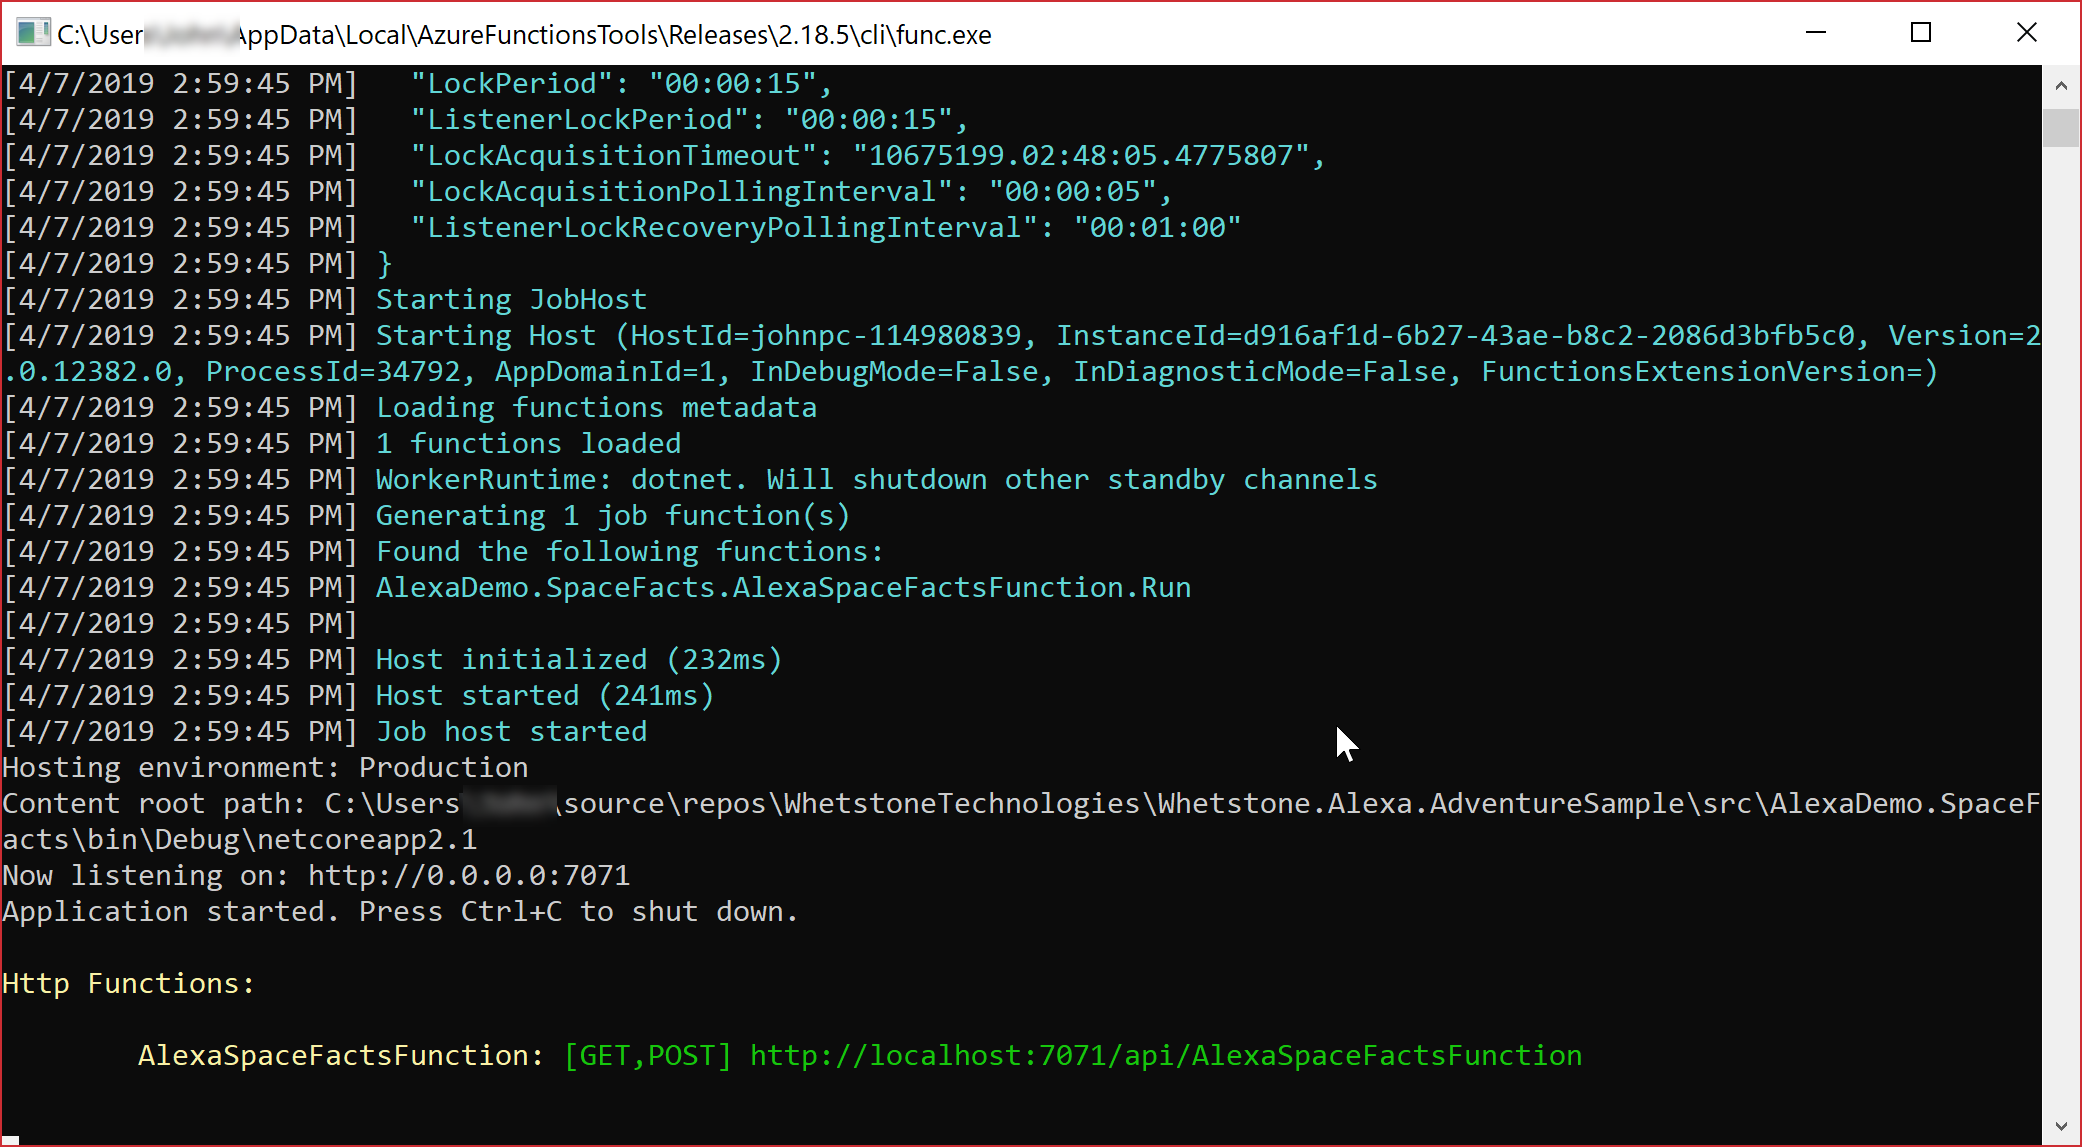 C:\User AppData\Local\AzureFunctionsTools\Releases\2.18.5\cli\func.exe
[4/7/2019 2:59:45 PM]   "LockPeriod": "00:00:15",
[4/7/2019 2:59:45 PM]   "ListenerLockPeriod": "00:00:15",
[4/7/2019 2:59:45 PM]   "LockAcquisitionTimeout": "10675199.02:48:05.4775807",
[4/7/2019 2:59:45 PM]   "LockAcquisitionPollingInterval": "00:00:05",
[4/7/2019 2:59:45 PM]   "ListenerLockRecoveryPollingInterval": "00:01:00"
[4/7/2019 2:59:45 PM] }
[4/7/2019 2:59:45 PM] Starting JobHost
[4/7/2019 2:59:45 PM] Starting Host (HostId=johnpc-114980839, InstanceId=d916af1d-6b27-43ae-b8c2-2086d3bfb5c0, Version=2
.0.12382.0, ProcessId=34792, AppDomainId=1, InDebugMode=False, InDiagnosticMode=False, FunctionsExtensionVersion=)
[4/7/2019 2:59:45 PM] Loading functions metadata
[4/7/2019 2:59:45 PM] 1 functions loaded
[4/7/2019 2:59:45 PM] WorkerRuntime: dotnet. Will shutdown other standby channels
[4/7/2019 2:59:45 PM] Generating 1 job function(s)
[4/7/2019 2:59:45 PM] Found the following functions:
[4/7/2019 2:59:45 PM] AlexaDemo.SpaceFacts.AlexaSpaceFactsFunction.Run
[4/7/2019 2:59:45 PM]
[4/7/2019 2:59:45 PM] Host initialized (232ms)
[4/7/2019 2:59:45 PM] Host started (241ms)
[4/7/2019 2:59:45 PM] Job host started
Hosting environment: Production
Content root path: C:\Users \source\repos\WhetstoneTechnologies\Whetstone.Alexa.AdventureSample\src\AlexaDemo.SpaceF
acts\bin\Debug\netcoreapp2.1
Now listening on: http://0.0.0.0:7071
Application started. Press Ctrl+C to shut down.
Http Functions:
AlexaSpaceFactsFunction: [GET,POST] http://localhost:7071/api/AlexaSpaceFactsFunction